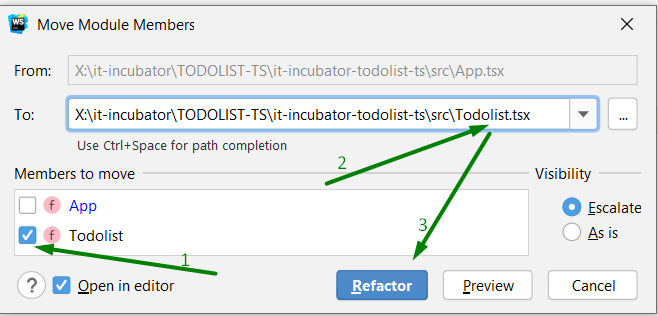 WS
Move Module Members
From: X:\it-incubator\TODOLIST-TS\it-incubator-todolist-ts\src\App.tsx
To: X:\it-incubator\TODOLIST-TS\it-incubator-todolist-ts\src\Todolist.tsx ...
Use Ctrl+Space for path completion
2
Members to move Visibility
f App Escalate
3
f Todolist As is
1
? Open in editor Refactor Preview Cancel